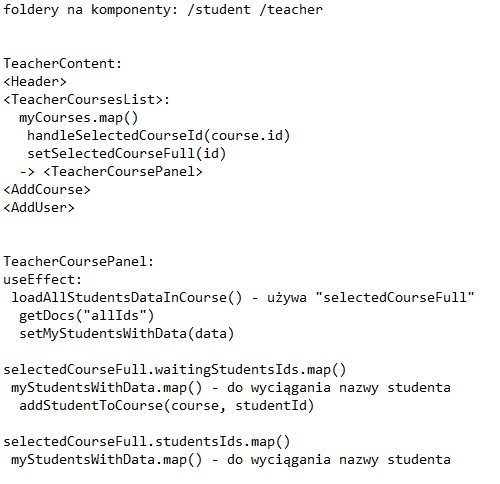 foldery na komponenty: /student /teacher
TeacherContent:
<Header>
<TeacherCoursesList>:
myCourses.map()
handleSelectedCourseId(course.id)
setSelectedCourseFull(id)
-> <TeacherCoursePanel>
<AddCourse>
<AddUser>
TeacherCoursePanel:
useEffect:
loadAllStudentsDataInCourse() - używa "selectedCourseFull"
getDocs("allIds")
setMyStudentsWithData(data)
selectedCourseFull.waitingStudentsIds.map()
myStudentsWithData.map() - do wyciągania nazwy studenta
addStudentToCourse(course, studentId)
selectedCourseFull.studentsIds.map()
myStudentsWithData.map() - do wyciągania nazwy studenta